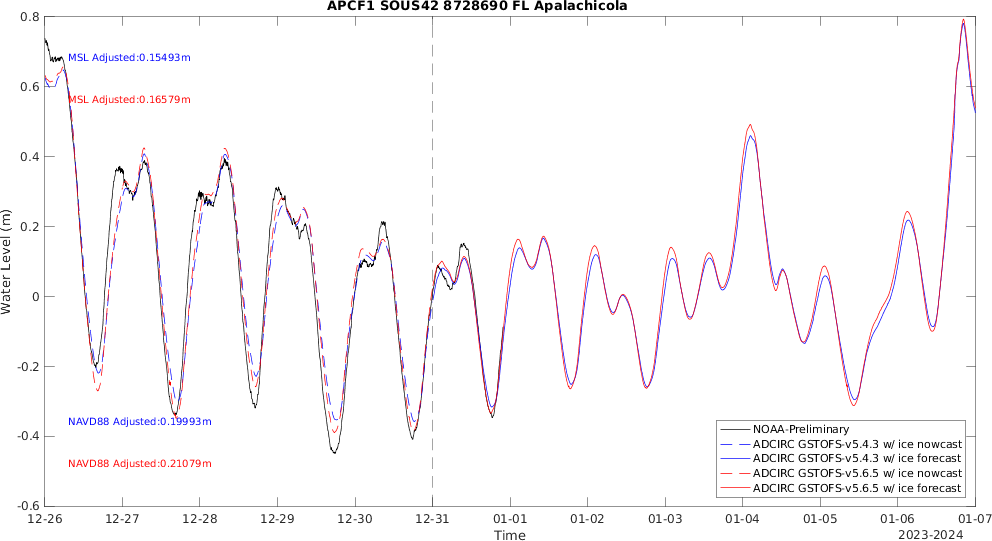 APCF1 SOUS42 8728690 FL Apalachicola
0.8
0.6
0.4
0.2
0
-0.2
-0.4
-0.6
Water Level (m)
MSL Adjusted:0.15493m
MSL Adjusted:0.16579m
NAVD88 Adjusted:0.19993m
NAVD88 Adjusted:0.21079m
NOAA-Preliminary
ADCIRC GSTOFS-v5.4.3 w/ ice nowcast
ADCIRC GSTOFS-v5.4.3 w/ ice forecast
ADCIRC GSTOFS-v5.6.5 w/ ice nowcast
ADCIRC GSTOFS-v5.6.5 w/ ice forecast
12-26 12-27 12-28 12-29 12-30 12-31 01-01 01-02 01-03 01-04 01-05 01-06 01-07
Time
2023-2024